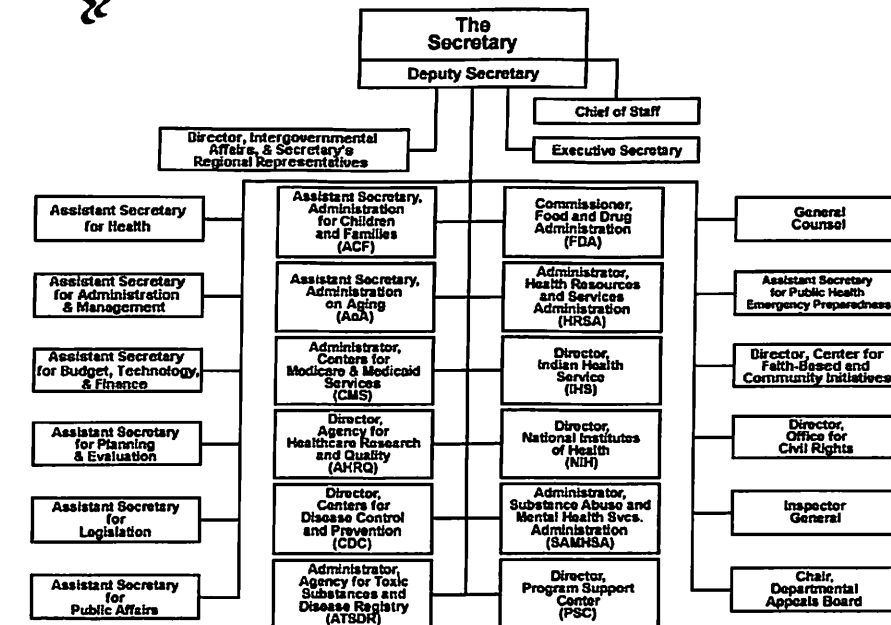 The
Secretary
Deputy Secretary
Chief of Staff
Director, Intergovernmental
Affairs, & Secretary's
Regional Representatives
Executive Secretary
Assistant Secretary
for Health
Assistant Secretary
for Administration
& Management
Assistant Secretary
for Budget, Technology,
& Finance
Assistant Secretary
for Planning
& Evaluation
Assistant Secretary
for
Legislation
Assistant Secretary
for
Public Affairs
Assistant Secretary,
Administration
for Children
and Families
(ACF)
Assistant Secretary,
Administration
on Aging
(AoA)
Administrator,
Centers for
Medicare & Medicaid
Services
(CMS)
Director,
Agency for
Healthcare Research
and Quality
(AHRQ)
Director,
Centers for
Disease Control
and Prevention
(CDC)
Administrator,
Agency for Toxic
Substances and
Disease Registry
(ATSDR)
Commissioner,
Food and Drug
Administration
(FDA)
Administrator,
Health Resources
and Services
Administration
(HRSA)
Director,
Indian Health
Service
(IHS)
Director,
National Institutes
of Health
(NIH)
Administrator,
Substance Abuse and
Mental Health Svcs.
Administration
(SAMHSA)
Director,
Program Support
Center
(PSC)
General
Counsel
Assistant Secretary
for Public Health
Emergency Preparedness
Director, Center for
Faith-Based and
Community Initiatives
Director,
Office for
Civil Rights
Inspector
General
Chair,
Departmental
Appeals Board